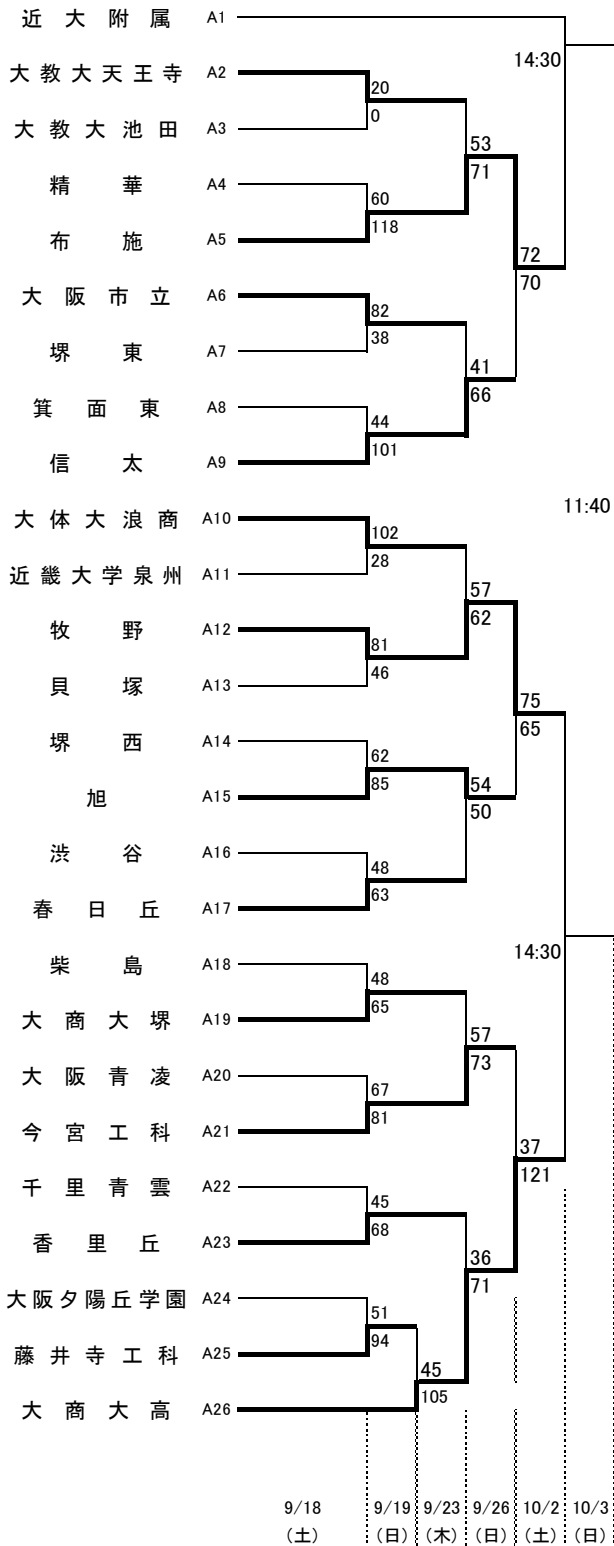 近大附属 A1
14:30
大教大天王寺 A2
20
0
大教大池田 A3
53
71
精華 A4
60
118
布施 A5
72
70
大阪市立 A6
82
38
堺東 A7
41
66
箕面東 A8
44
101
信太 A9
11:40
大体大浪商 A10
102
28
近畿大学泉州 A11
57
62
牧野 A12
81
46
貝塚 A13
75
65
堺西 A14
62
85
旭 A15
54
50
渋谷 A16
48
63
春日丘 A17
14:30
柴島 A18
48
65
大商大堺 A19
57
73
大阪青凌 A20
67
81
今宮工科 A21
37
121
千里青雲 A22
45
68
香里丘 A23
36
71
大阪夕陽丘学園 A24
51
94
藤井寺工科 A25
45
105
大商大高 A26
9/18 9/19 9/23 9/26 10/2 10/3
（土） （日） （木） （日） （土） （日）